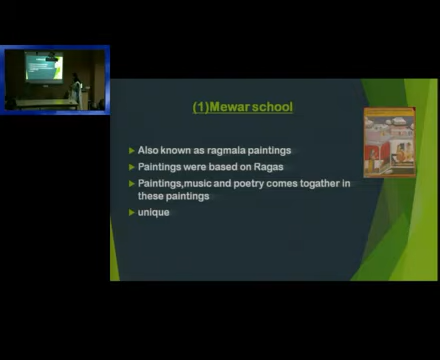 (1)Mewar school
Also known as ragmala paintings
Paintings were based on Ragas
Paintings,music and poetry comes togather in
these paintings
unique